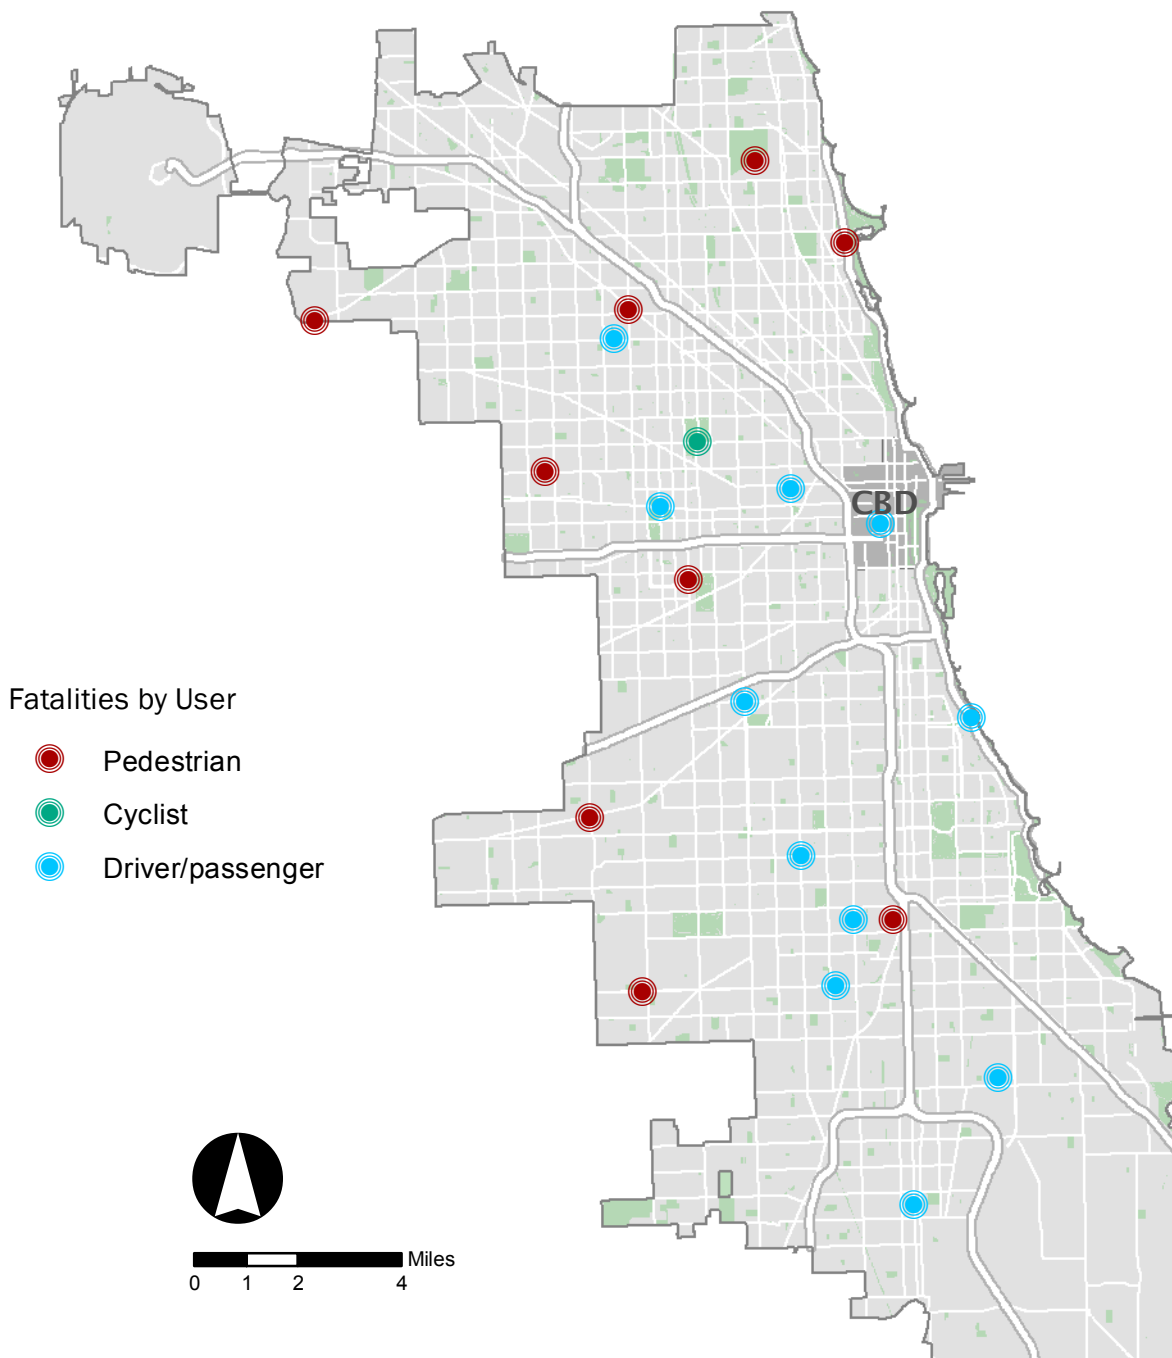 CBD
Fatalities by User
Pedestrian
Cyclist
Driver/passenger
Miles
0 1 2 4